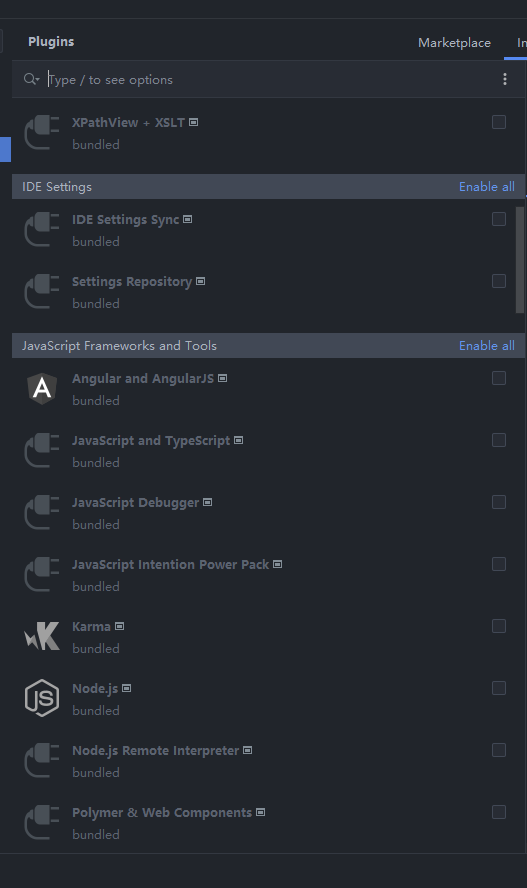 Plugins
Marketplace
In
Type / to see options
XPathView + XSLT
bundled
IDE Settings
Enable all
IDE Settings Sync
bundled
Settings Repository
bundled
JavaScript Frameworks and Tools
Enable all
Angular and AngularJS
bundled
JavaScript and TypeScript
bundled
JavaScript Debugger
bundled
JavaScript Intention Power Pack
bundled
Karma
bundled
Node.js
bundled
Node.js Remote Interpreter
bundled
Polymer & Web Components
bundled